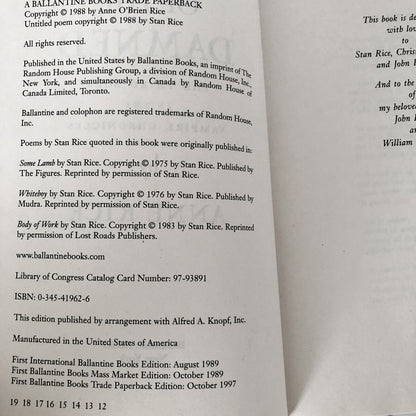 A BALLANTINE BOOKS TRADE PAPERBACK
Copyright © 1988 by Anne O'Brien Rice
Untitled poem copyright © 1988 by Stan Rice
All rights reserved.
Published in the United States by Ballantine Books, an imprint of The
Random House Publishing Group, a division of Random House, Inc.,
New York, and simultaneously in Canada by Random House of
Canada Limited, Toronto.
Ballantine and colophon are registered trademarks of Random House,
Inc.
Poems by Stan Rice quoted in this book were originally published in:
Some Lamb by Stan Rice. Copyright © 1975 by Stan Rice. Published by
The Figures. Reprinted by permission of Stan Rice.
Whiteboy by Stan Rice. Copyright © 1976 by Stan Rice. Published by
Mudra. Reprinted by permission of Stan Rice.
Body of Work by Stan Rice. Copyright © 1983 by Stan Rice. Reprinted
by permission of Lost Roads Publishers.
www.ballantinebooks.com
Library of Congress Catalog Card Number: 97-93891
ISBN: 0-345-41962-6
This edition published by arrangement with Alfred A. Knopf, Inc.
Manufactured in the United States of America
First International Ballantine Books Edition: August 1989
First Ballantine Books Mass Market Edition: October 1989
First Ballantine Books Trade Paperback Edition: October 1997
19 18 17 16 15 14 13 12
This book is de
with lov
to
Stan Rice, Christ
and John
And to the
of
my beloved
John
a
William